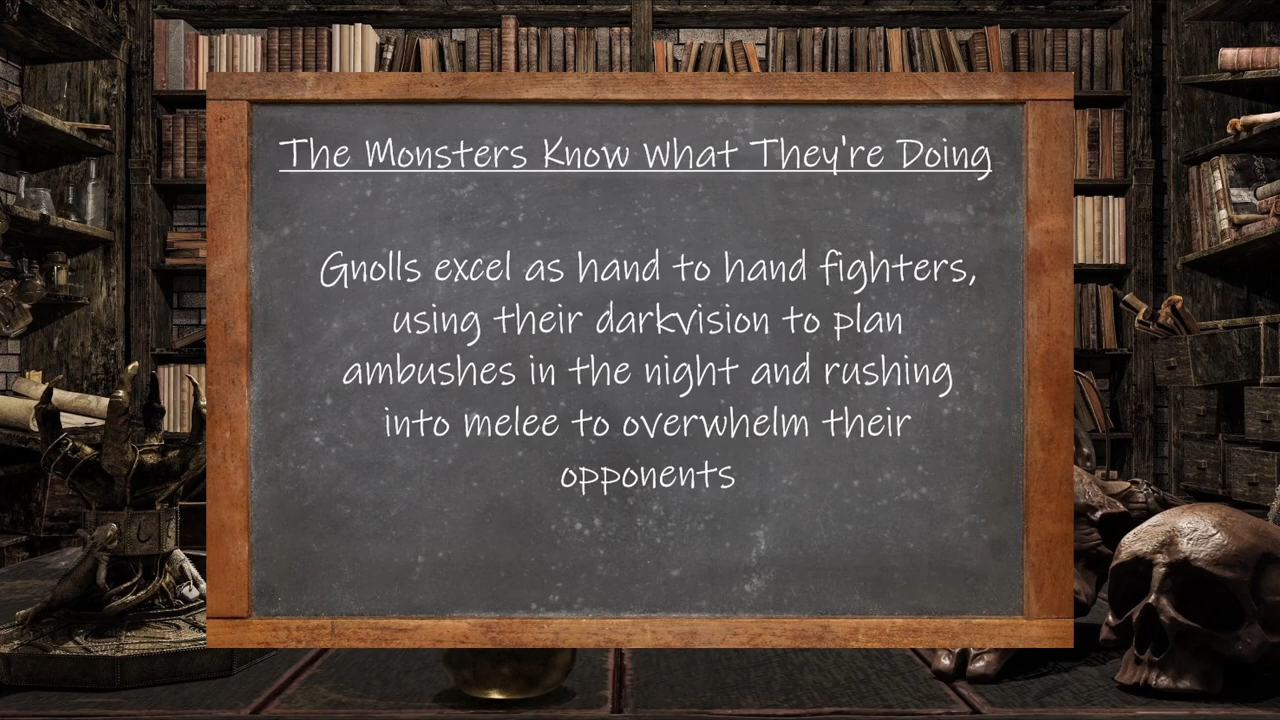 The Monsters Know What They're Doing
Gnolls excel as hand to hand fighters,
using their darkvision to plan
ambushes in the night and rushing
into melee to overwhelm their
opponents